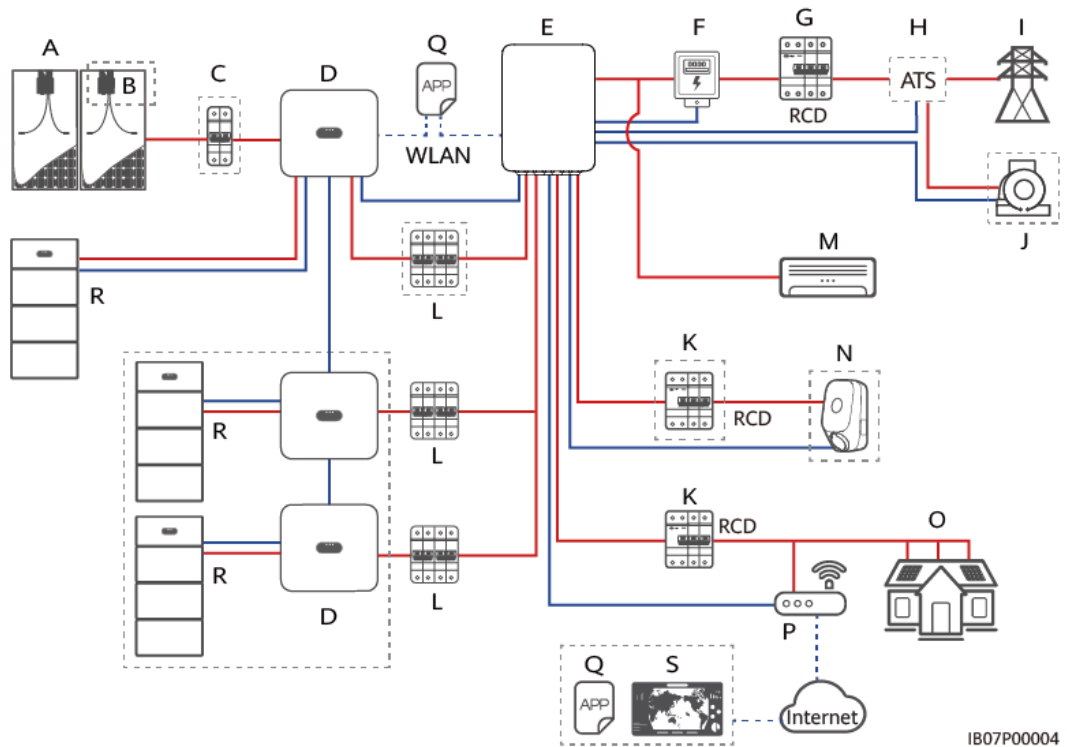 A
B
C
D
Q
APP
WLAN
E
F
G
RCD
H
ATS
I
J
R
L
M
K
RCD
N
R
L
K
RCD
O
R
D
L
P
Q
APP
S
Internet
IB07P00004